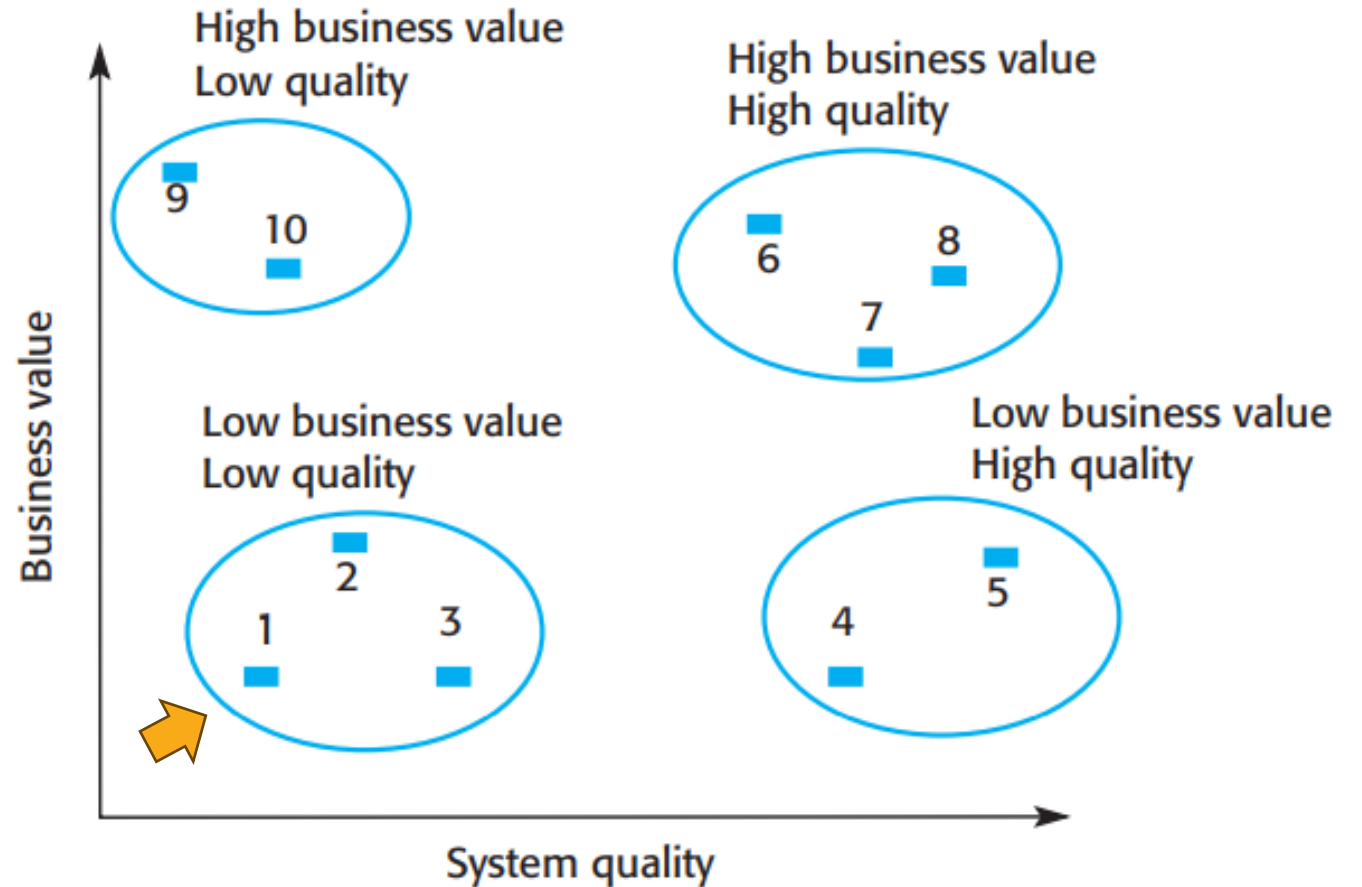 High business value
Low quality
High business value
High quality
9
10
6
8
7
Business value
Low business value
Low quality
Low business value
High quality
2
1
3
5
4
System quality